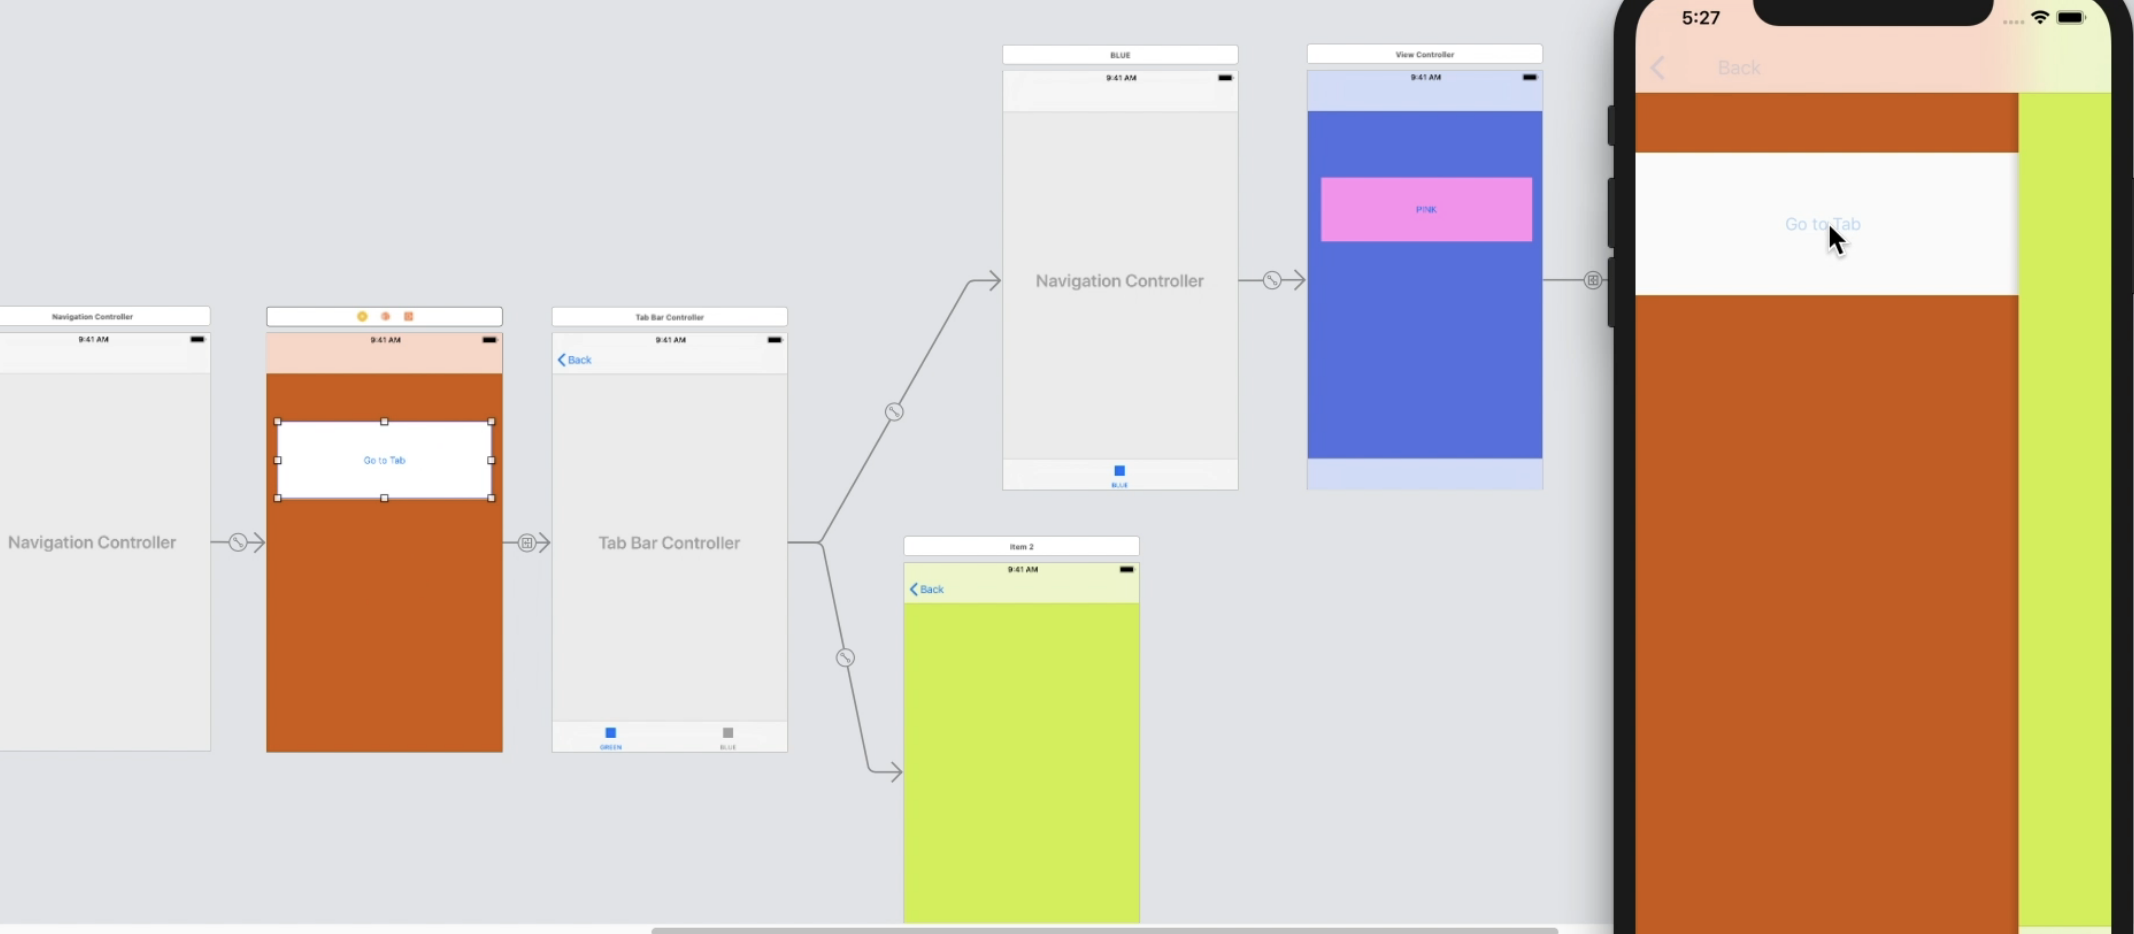 Navigation Controller
9:41 AM
Navigation Controller
9:41 AM
Go to Tab
Tab Bar Controller
9:41 AM
Back
Tab Bar Controller
GREEN
BLUE
BLUE
9:41 AM
Navigation Controller
BLUE
View Controller
9:41 AM
PINK
Item 2
9:41 AM
Back
5:27
Back
Go to Tab